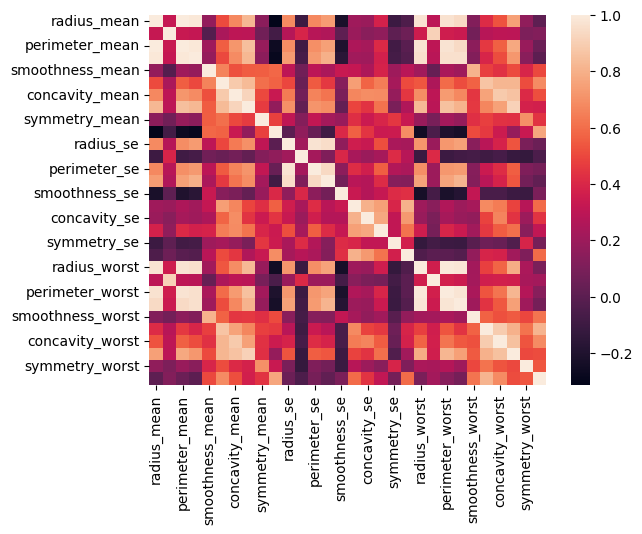 radius_mean
perimeter_mean
smoothness_mean
concavity_mean
symmetry_mean
radius_se
perimeter_se
smoothness_se
concavity_se
symmetry_se
radius_worst
perimeter_worst
smoothness_worst
concavity_worst
symmetry_worst
radius_mean
perimeter_mean
smoothness_mean
concavity_mean
symmetry_mean
radius_se
perimeter_se
smoothness_se
concavity_se
symmetry_se
radius_worst
perimeter_worst
smoothness_worst
concavity_worst
symmetry_worst
1.0
0.8
0.6
0.4
0.2
0.0
−0.2